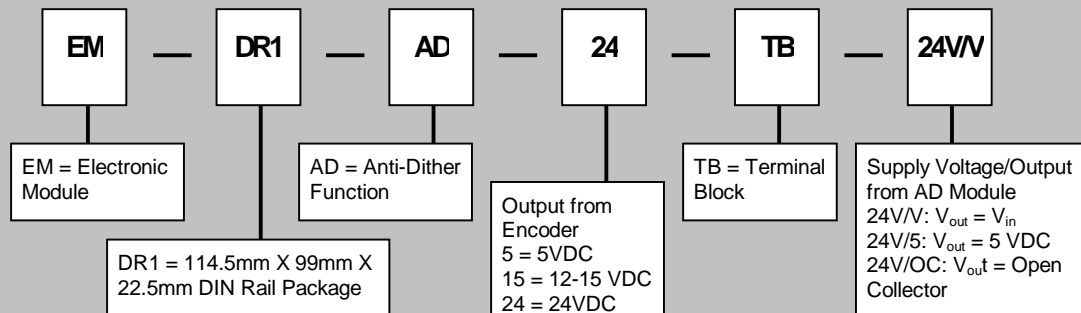 EM — DR1 — AD — 24 — TB — 24V/V
EM = Electronic
Module
DR1 = 114.5mm X 99mm X
22.5mm DIN Rail Package
AD = Anti-Dither
Function
Output from
Encoder
5 = 5VDC
15 = 12-15 VDC
24 = 24VDC
TB = Terminal
Block
Supply Voltage/Output
from AD Module
24V/V: Vout = Vin
24V/5: Vout = 5 VDC
24V/OC: Vout = Open
Collector